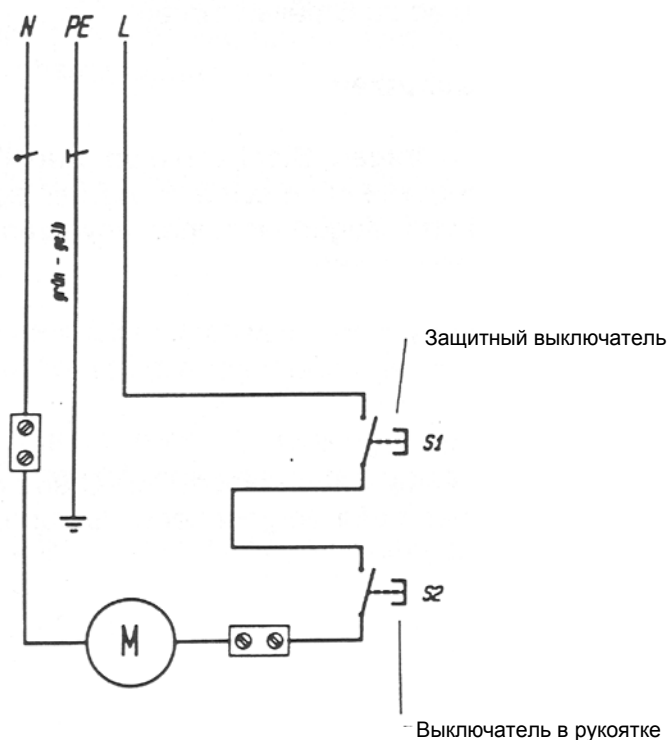 N PE L
grün - gelb
Защитный выключатель
S1
S2
M
Выключатель в рукоятке